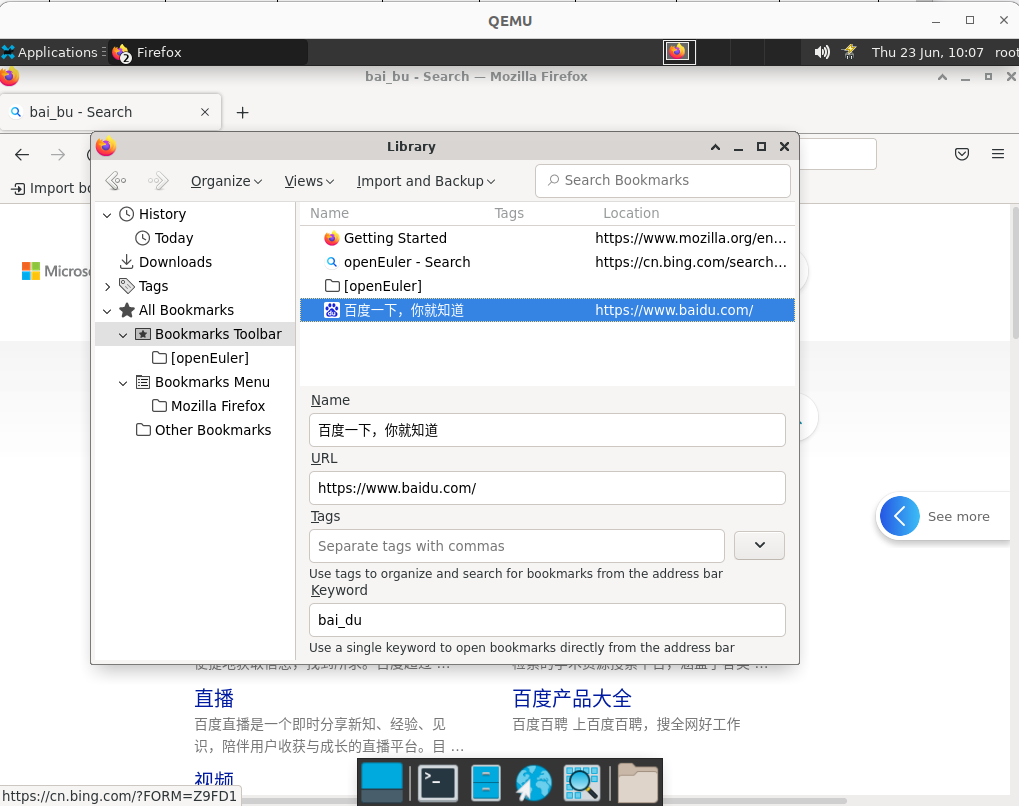 QEMU
Applications
2
Firefox
Thu 23 Jun, 10:07 root
bai_bu - Search — Mozilla Firefox
bai_bu - Search
Import bo
Library
Organize
Views
Import and Backup
Search Bookmarks
History
Today
Downloads
Tags
All Bookmarks
Bookmarks Toolbar
[openEuler]
Bookmarks Menu
Mozilla Firefox
Other Bookmarks
Name Tags Location
Getting Started https://www.mozilla.org/en...
openEuler - Search https://cn.bing.com/search...
[openEuler]
百度一下，你就知道 https://www.baidu.com/
Name
百度一下，你就知道
URL
https://www.baidu.com/
Tags
Separate tags with commas
Use tags to organize and search for bookmarks from the address bar
Keyword
bai_du
Use a single keyword to open bookmarks directly from the address bar
Microso
See more
直播
百度直播是一个即时分享新知、经验、见
识，陪伴用户收获与成长的直播平台。目 …
百度产品大全
百度百聘 上百度百聘，搜全网好工作
视频
https://cn.bing.com/?FORM=Z9FD1